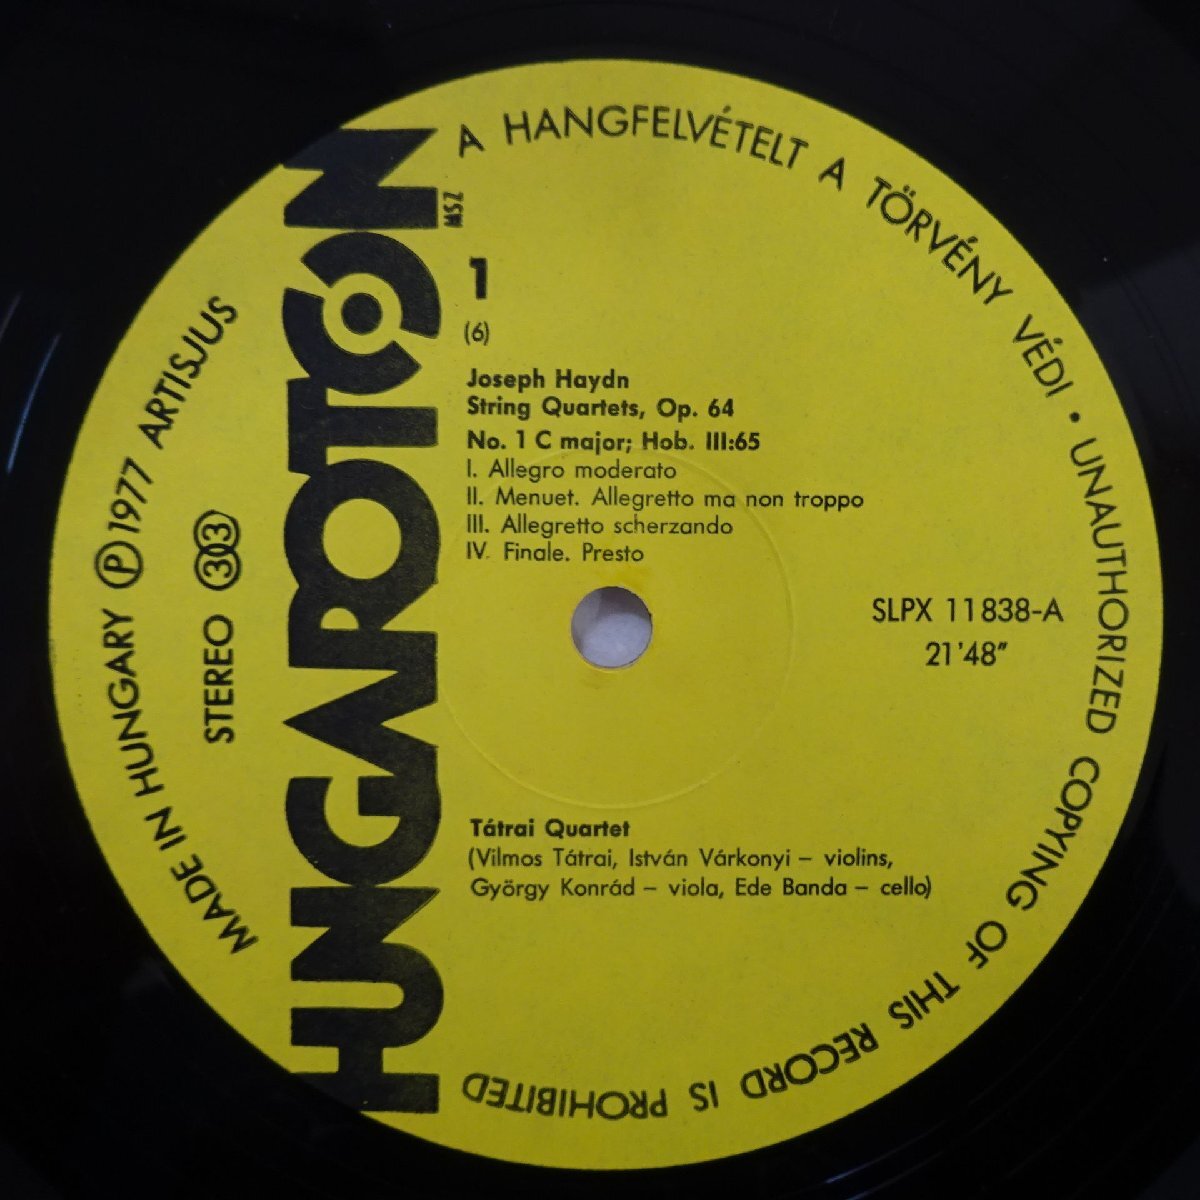 A HANGFELVÉTELT A TÖRVÉNY VÉDI • UNAUTHORIZED COPYING OF THIS RECORD IS PROHIBITED
MADE IN HUNGARY Ⓟ 1977 ARTISJUS
STEREO 303
HUNGAROTON
MSZ
1
(6)
Joseph Haydn
String Quartets, Op. 64
No. 1 C major; Hob. III:65
I. Allegro moderato
II. Menuet. Allegretto ma non troppo
III. Allegretto scherzando
IV. Finale. Presto
SLPX 11838-A
21'48"
Tátrai Quartet
(Vilmos Tátrai, István Várkonyi – violins,
György Konrád – viola, Ede Banda – cello)